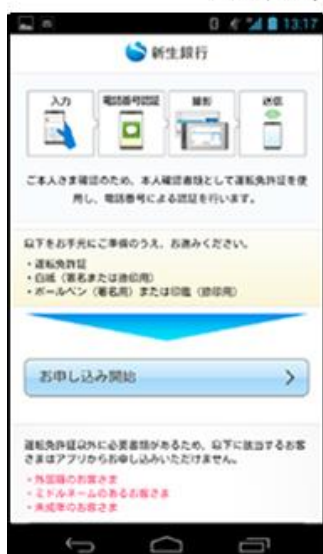 13:17
新生銀行
入力 電話番号認証 撮影 送信
ご本人さま確認のため、本人確認書類として運転免許証を使
用し、電話番号による認証を行います。
以下をお手元にご準備のうえ、お進みください。
・運転免許証
・白紙（署名または捺印用）
・ボールペン（署名用）または印鑑（捺印用）
お申し込み開始
運転免許証以外に必要書類があるため、以下に該当するお客
さまはアプリからお申し込みいただけません。
・外国籍のお客さま
・ミドルネームのあるお客さま
・未成年のお客さま